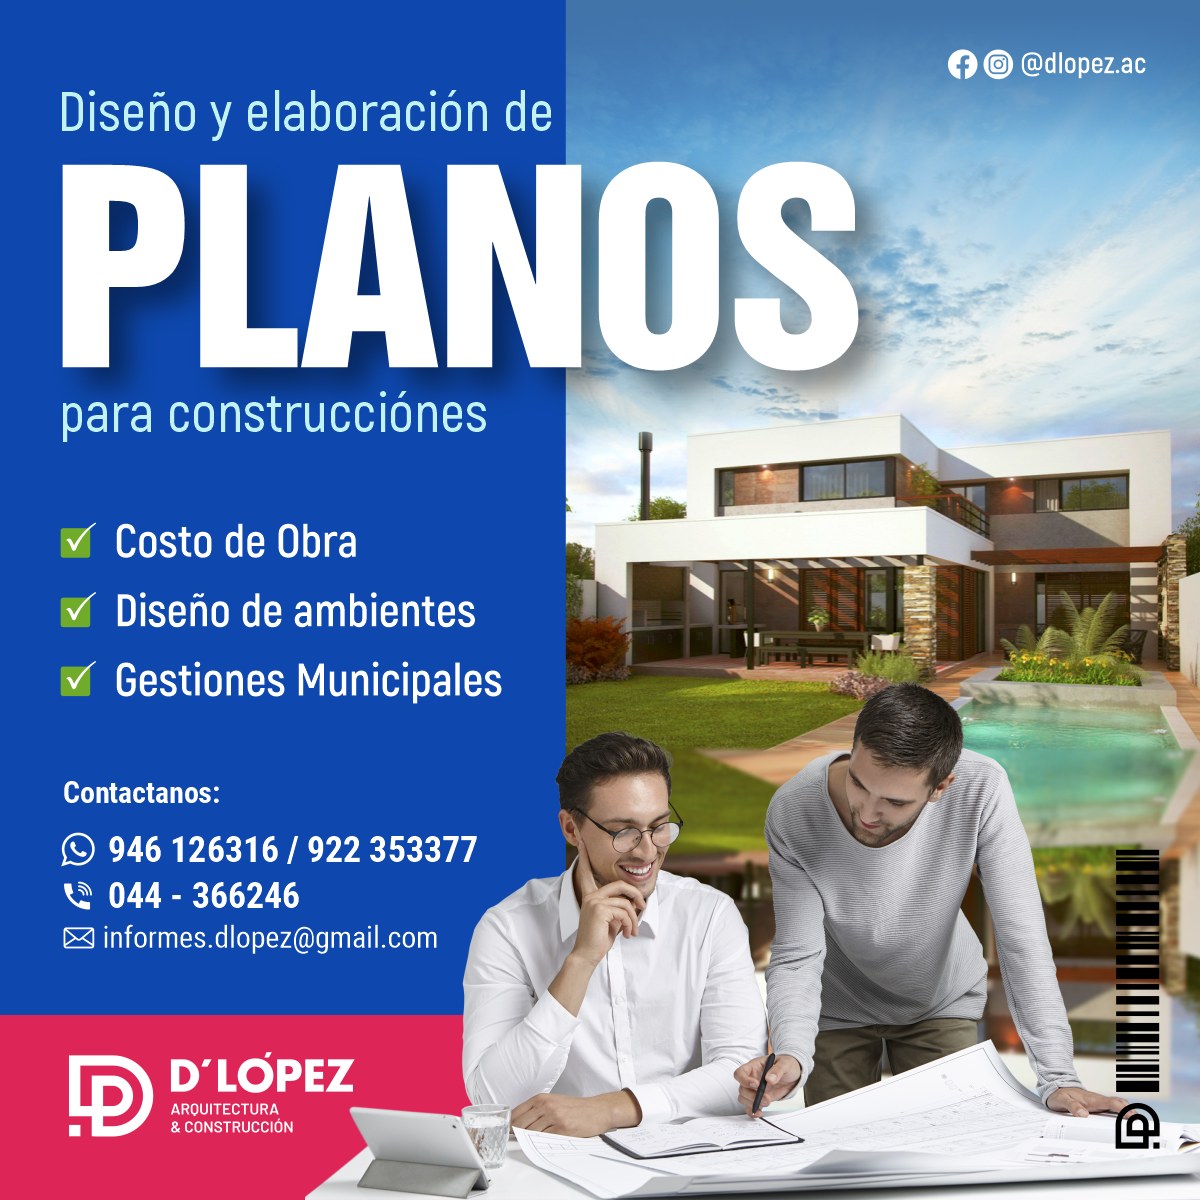 @dlopez.ac
Diseño y elaboración de
PLANOS
para construcciónes
Costo de Obra
Diseño de ambientes
Gestiones Municipales
Contactanos:
946 126316 / 922 353377
044 - 366246
informes.dlopez@gmail.com
D´LÓPEZ
ARQUITECTURA
& CONSTRUCCIÓN